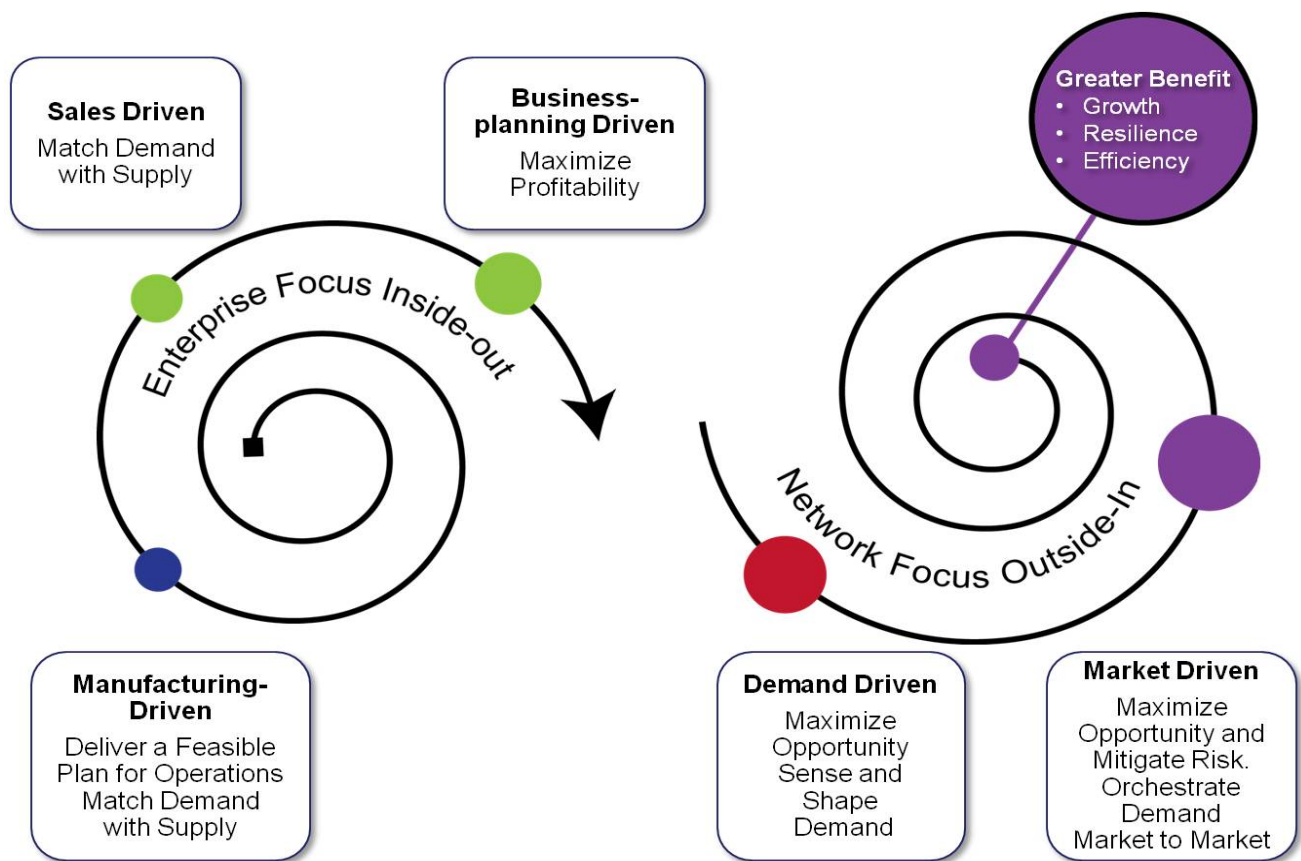 Sales Driven
Match Demand
with Supply
Business-
planning Driven
Maximize
Profitability
Greater Benefit
• Growth
• Resilience
• Efficiency
Enterprise Focus Inside-out
Network Focus Outside-In
Manufacturing-
Driven
Deliver a Feasible
Plan for Operations
Match Demand
with Supply
Demand Driven
Maximize
Opportunity
Sense and
Shape
Demand
Market Driven
Maximize
Opportunity and
Mitigate Risk.
Orchestrate
Demand
Market to Market